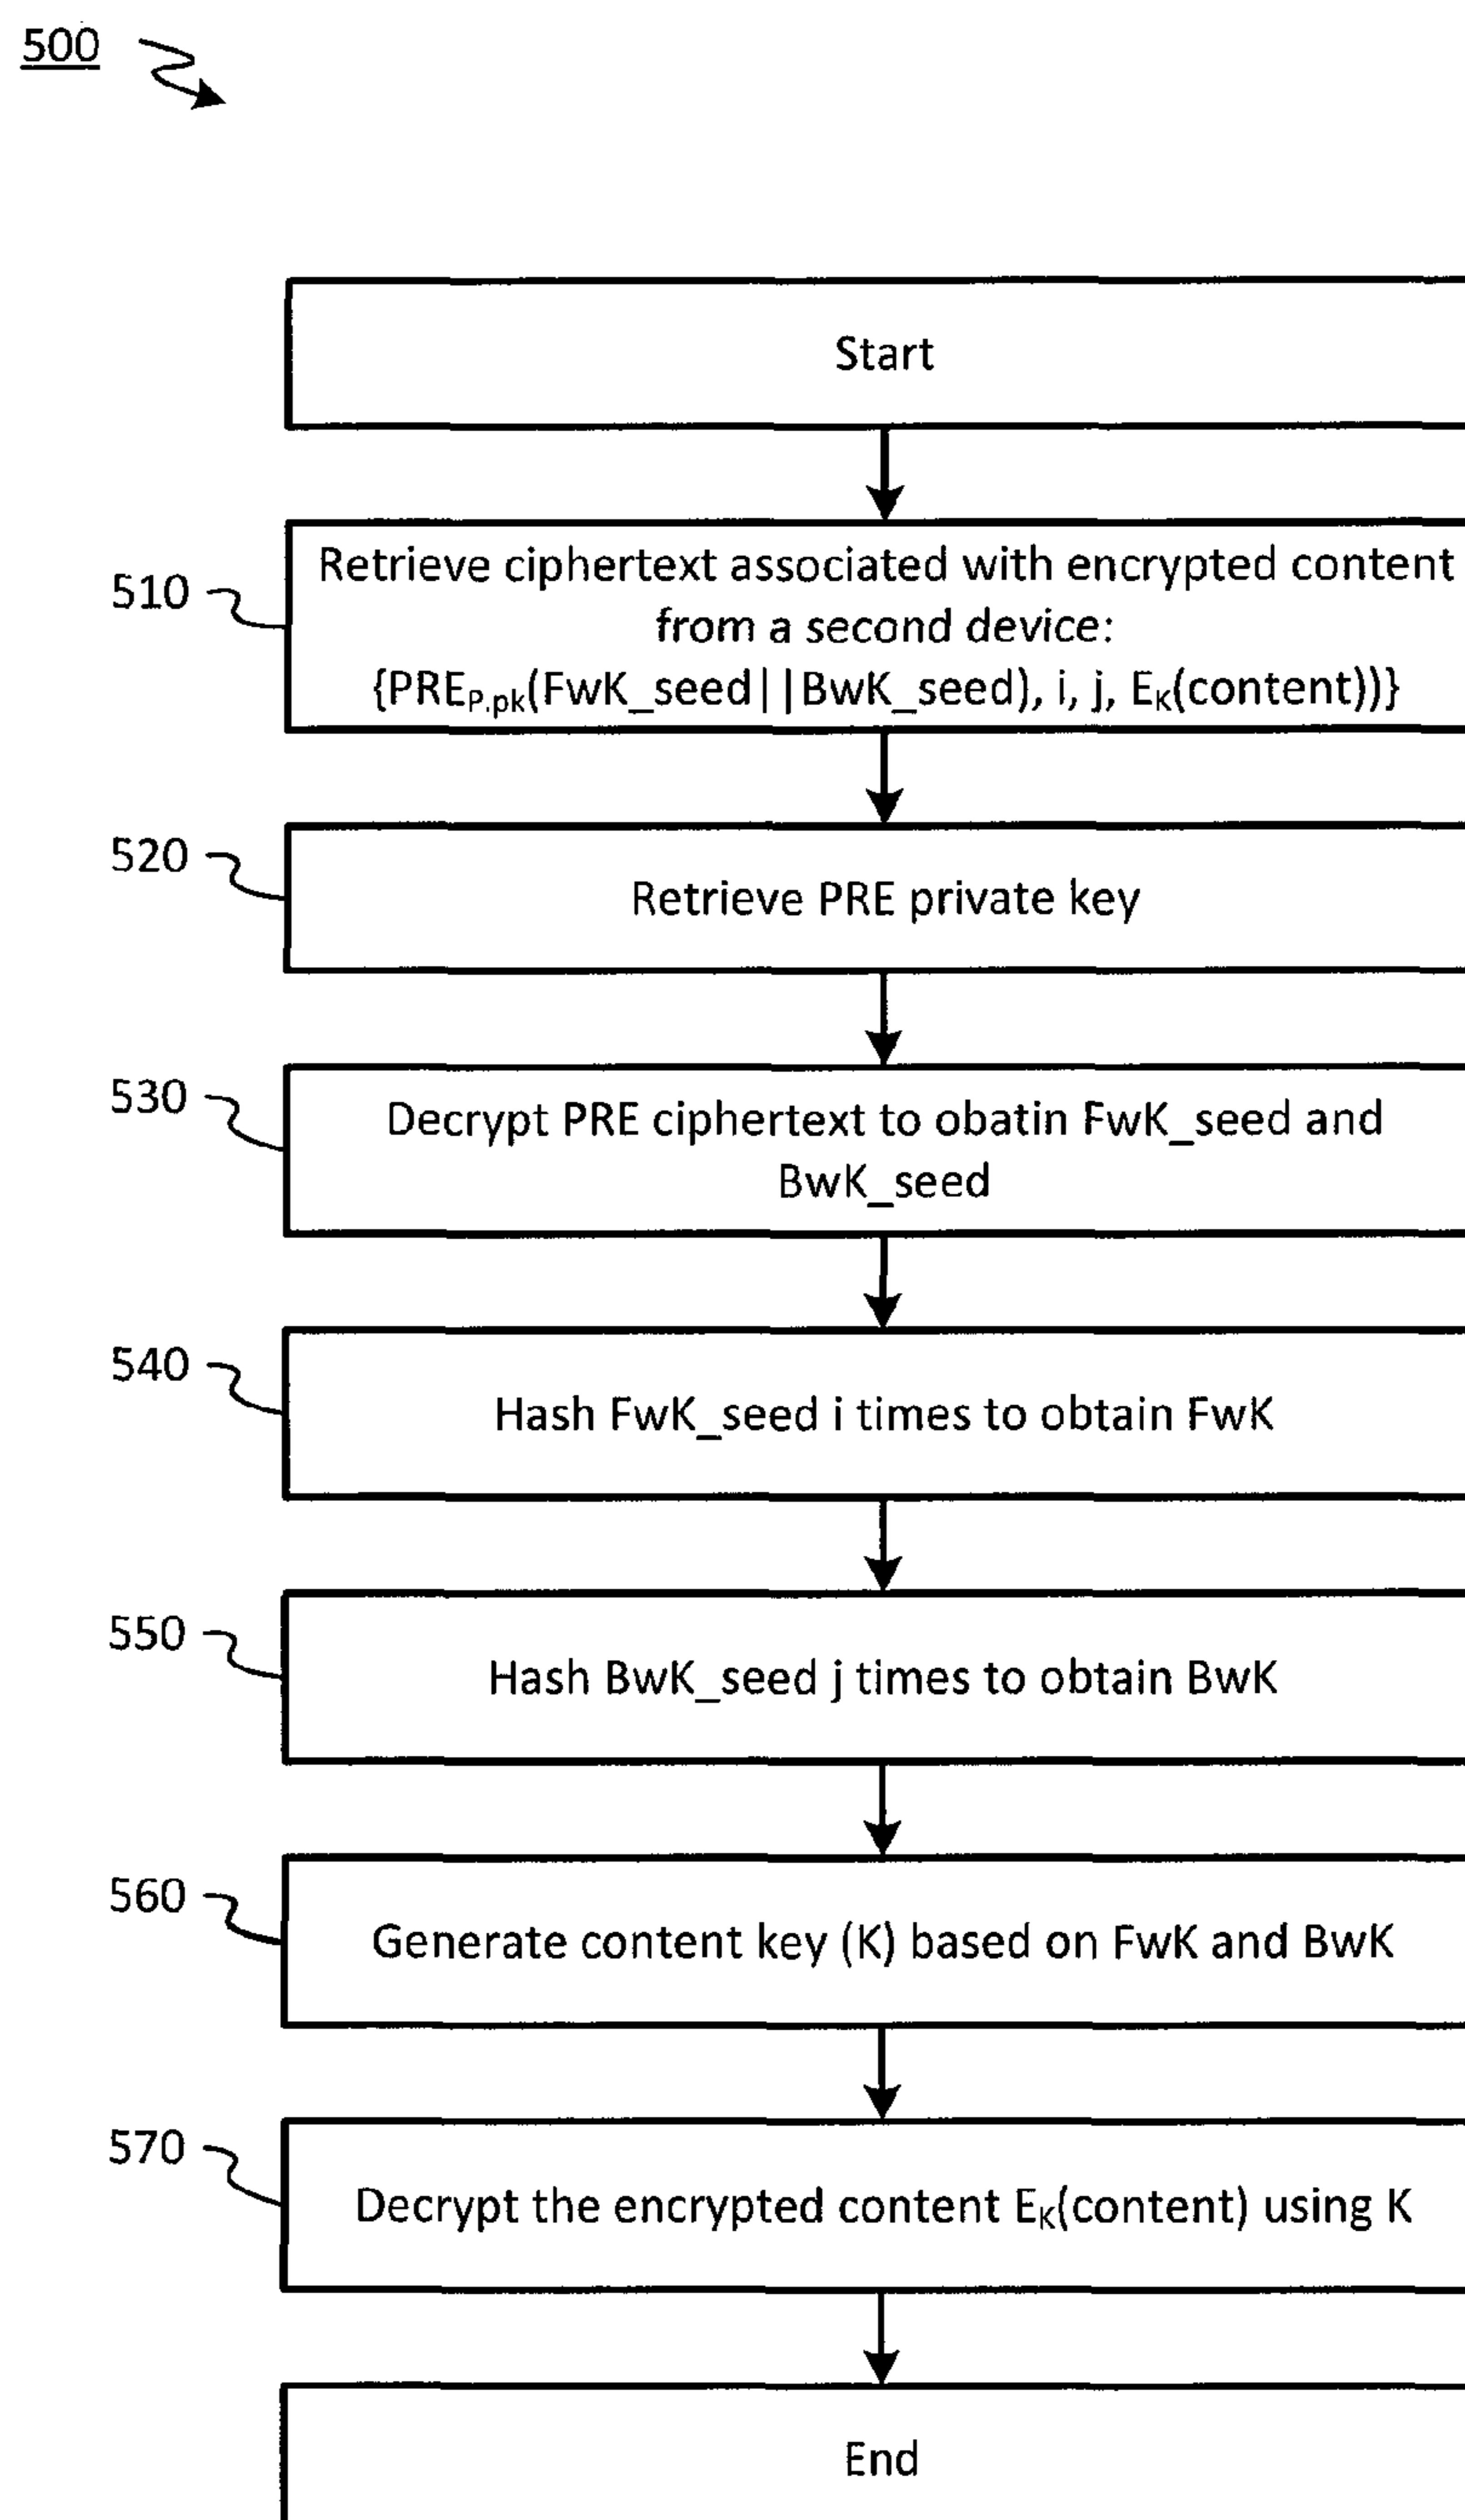 500
Start
510
Retrieve ciphertext associated with encrypted content
from a second device:
{PREP.pk(FwK_seed||BwK_seed), i, j, EK(content))}
520
Retrieve PRE private key
530
Decrypt PRE ciphertext to obatin FwK_seed and
BwK_seed
540
Hash FwK_seed i times to obtain FwK
550
Hash BwK_seed j times to obtain BwK
560
Generate content key (K) based on FwK and BwK
570
Decrypt the encrypted content EK(content) using K
End